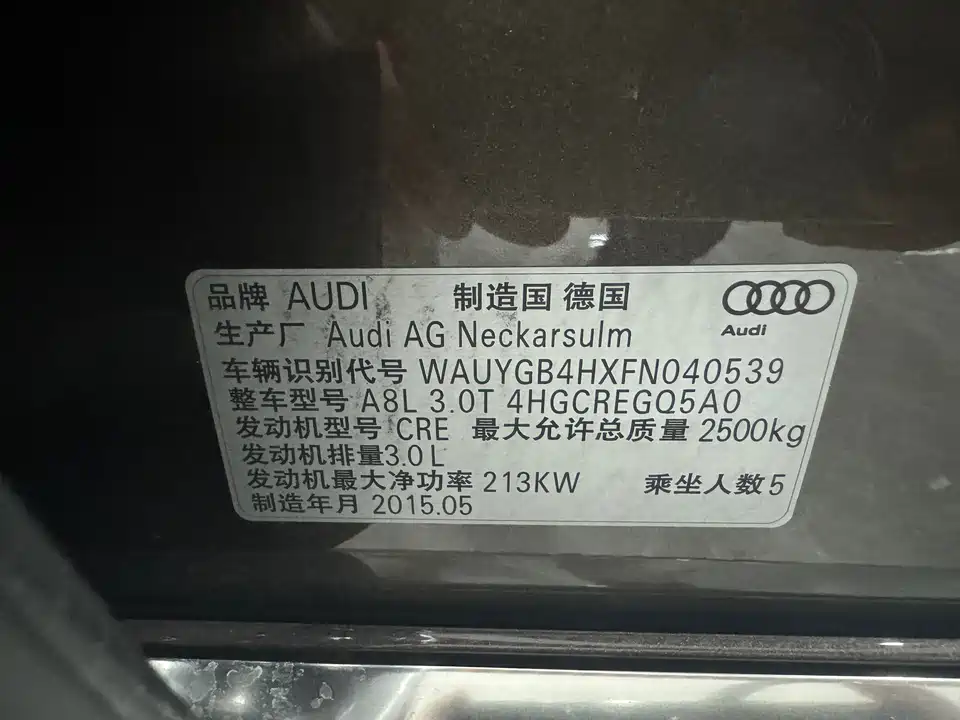 品牌 AUDI 制造国 德国
Audi
生产厂 Audi AG Neckarsulm
车辆识别代号 WAUYGB4HXFN040539
整车型号 A8L 3.0T 4HGCREGQ5A0
发动机型号 CRE 最大允许总质量 2500kg
发动机排量3.0L
发动机最大净功率 213KW 乘坐人数 5
制造年月 2015.05